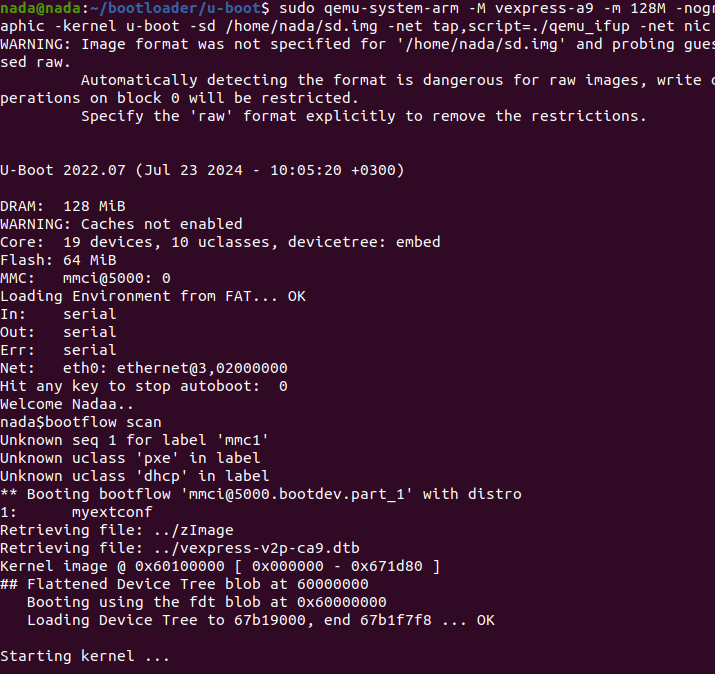 nada@nada:~/bootloader/u-boot$ sudo qemu-system-arm -M vexpress-a9 -m 128M -nogr
aphic -kernel u-boot -sd /home/nada/sd.img -net tap,script=./qemu_ifup -net nic
WARNING: Image format was not specified for '/home/nada/sd.img' and probing gues
sed raw.
         Automatically detecting the format is dangerous for raw images, write o
perations on block 0 will be restricted.
         Specify the 'raw' format explicitly to remove the restrictions.
U-Boot 2022.07 (Jul 23 2024 - 10:05:20 +0300)
DRAM:  128 MiB
WARNING: Caches not enabled
Core:  19 devices, 10 uclasses, devicetree: embed
Flash: 64 MiB
MMC:   mmci@5000: 0
Loading Environment from FAT... OK
In:    serial
Out:   serial
Err:   serial
Net:   eth0: ethernet@3,02000000
Hit any key to stop autoboot:  0
Welcome Nadaa..
nada$bootflow scan
Unknown seq 1 for label 'mmc1'
Unknown uclass 'pxe' in label
Unknown uclass 'dhcp' in label
** Booting bootflow 'mmci@5000.bootdev.part_1' with distro
1:      myextconf
Retrieving file: ../zImage
Retrieving file: ../vexpress-v2p-ca9.dtb
Kernel image @ 0x60100000 [ 0x000000 - 0x671d80 ]
## Flattened Device Tree blob at 60000000
   Booting using the fdt blob at 0x60000000
   Loading Device Tree to 67b19000, end 67b1f7f8 ... OK
Starting kernel ...